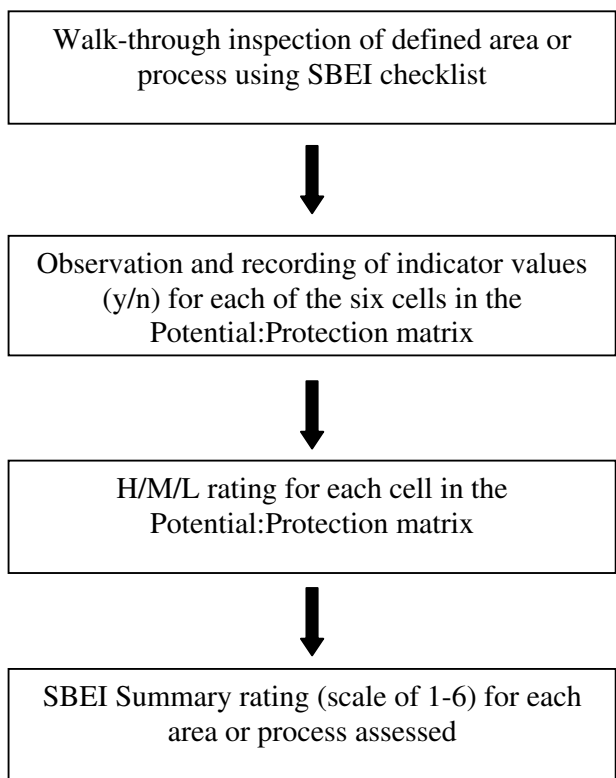 Walk-through inspection of defined area or
process using SBEI checklist
Observation and recording of indicator values
(y/n) for each of the six cells in the
Potential:Protection matrix
H/M/L rating for each cell in the
Potential:Protection matrix
SBEI Summary rating (scale of 1-6) for each
area or process assessed